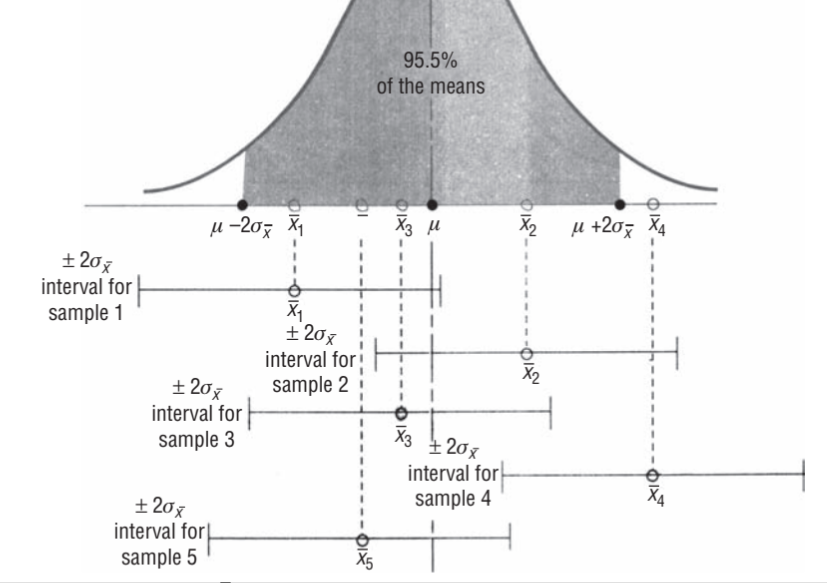 95.5%
of the means
μ −2σx̄ x̄1 – x̄3 μ x̄2 μ +2σx̄ x̄4
± 2σx̄
interval for
sample 1
x̄1
± 2σx̄
interval for
sample 2
x̄2
± 2σx̄
interval for
sample 3
x̄3
± 2σx̄
interval for
sample 4
x̄4
± 2σx̄
interval for
sample 5
x̄5